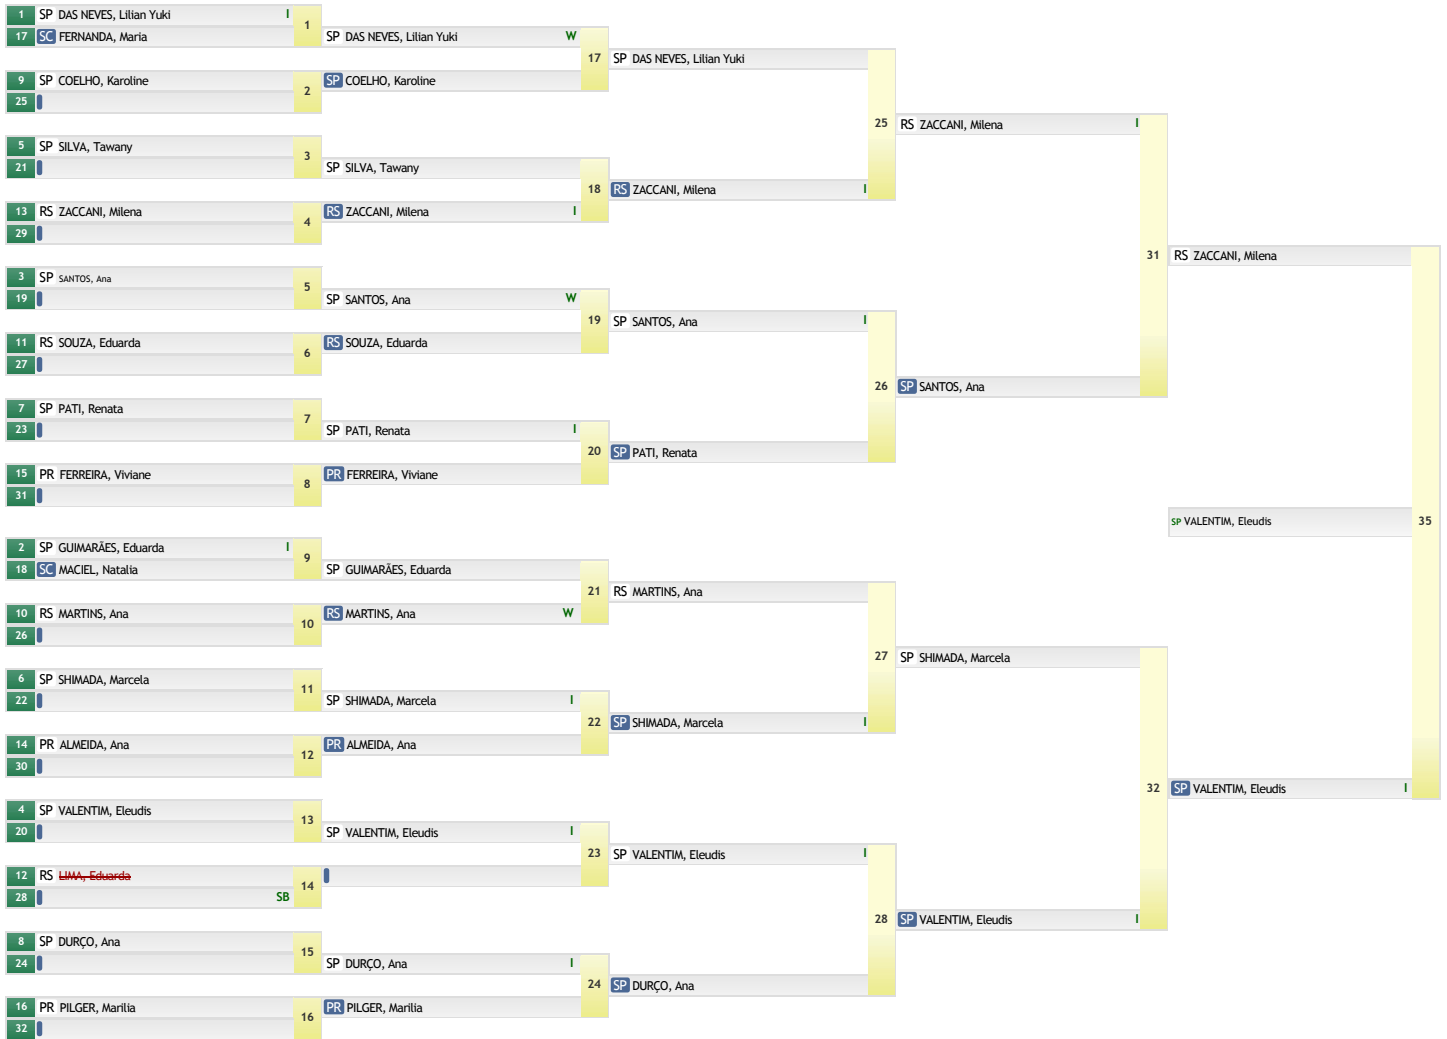 1 SP DAS NEVES, Lilian Yuki I
17 SC FERNANDA, Maria
1
SP DAS NEVES, Lilian Yuki W
9 SP COELHO, Karoline
25
2
SP COELHO, Karoline
17
SP DAS NEVES, Lilian Yuki
5 SP SILVA, Tawany
21
3
SP SILVA, Tawany
13 RS ZACCANI, Milena
29
4
RS ZACCANI, Milena I
18
RS ZACCANI, Milena I
25
RS ZACCANI, Milena I
3 SP SANTOS, Ana
19
5
SP SANTOS, Ana W
11 RS SOUZA, Eduarda
27
6
RS SOUZA, Eduarda
19
SP SANTOS, Ana I
7 SP PATI, Renata
23
7
SP PATI, Renata I
15 PR FERREIRA, Viviane
31
8
PR FERREIRA, Viviane
20
SP PATI, Renata
26
SP SANTOS, Ana
31
RS ZACCANI, Milena
SP VALENTIM, Eleudis
35
2 SP GUIMARÃES, Eduarda I
18 SC MACIEL, Natalia
9
SP GUIMARÃES, Eduarda
10 RS MARTINS, Ana
26
10
RS MARTINS, Ana W
21
RS MARTINS, Ana
6 SP SHIMADA, Marcela
22
11
SP SHIMADA, Marcela I
14 PR ALMEIDA, Ana
30
12
PR ALMEIDA, Ana
22
SP SHIMADA, Marcela I
27
SP SHIMADA, Marcela
4 SP VALENTIM, Eleudis
20
13
SP VALENTIM, Eleudis I
12 RS LIMA, Eduarda
28 SB
14
23
SP VALENTIM, Eleudis I
8 SP DURÇO, Ana
24
15
SP DURÇO, Ana I
16 PR PILGER, Marilia
32
16
PR PILGER, Marilia
24
SP DURÇO, Ana
28
SP VALENTIM, Eleudis I
32
SP VALENTIM, Eleudis I